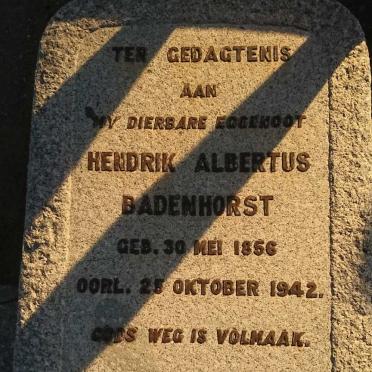 TER GEDAGTENIS
AAN
MY DIERBARE EGGENOOT
HENDRIK ALBERTUS
BADENHORST
GEB. 30 MEI 1856
OORL. 25 OKTOBER 1942.
GODS WEG IS VOLMAAK.